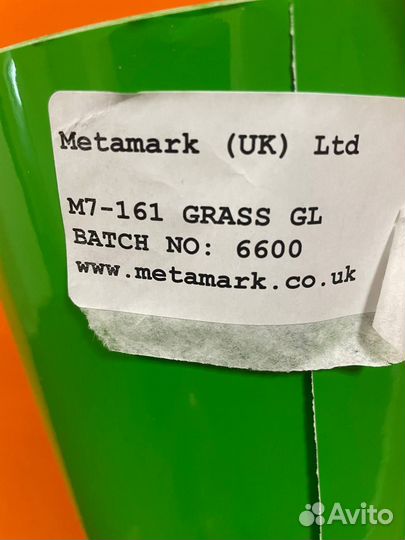 Metamark (UK) Ltd
M7-161 GRASS GL
BATCH NO: 6600
www.metamark.co.uk
Avito